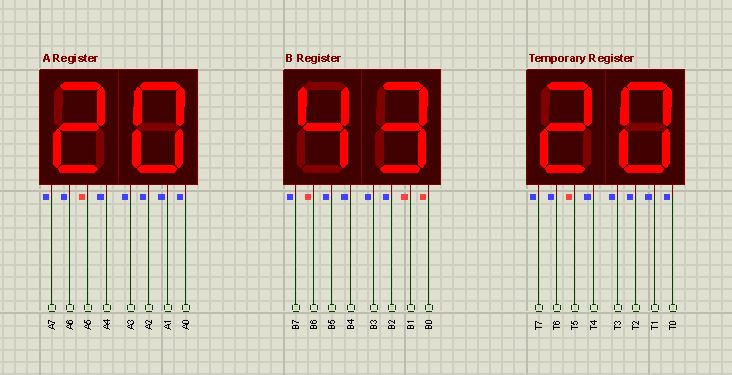 A Register
B Register
Temporary Register
20
43
20
A7 A6 A5 A4 A3 A2 A1 A0
B7 B6 B5 B4 B3 B2 B1 B0
T7 T6 T5 T4 T3 T2 T1 T0